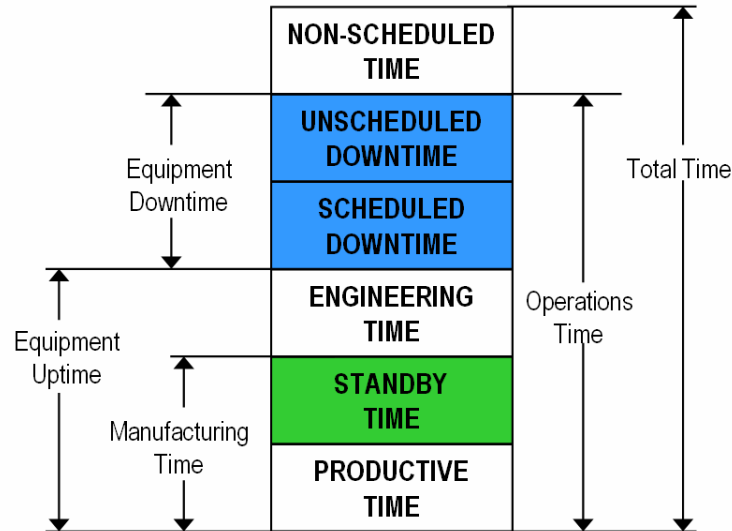 NON-SCHEDULED
TIME
UNSCHEDULED
DOWNTIME
Equipment
Downtime
Total Time
SCHEDULED
DOWNTIME
ENGINEERING
TIME
Operations
Time
Equipment
Uptime
STANDBY
TIME
Manufacturing
Time
PRODUCTIVE
TIME